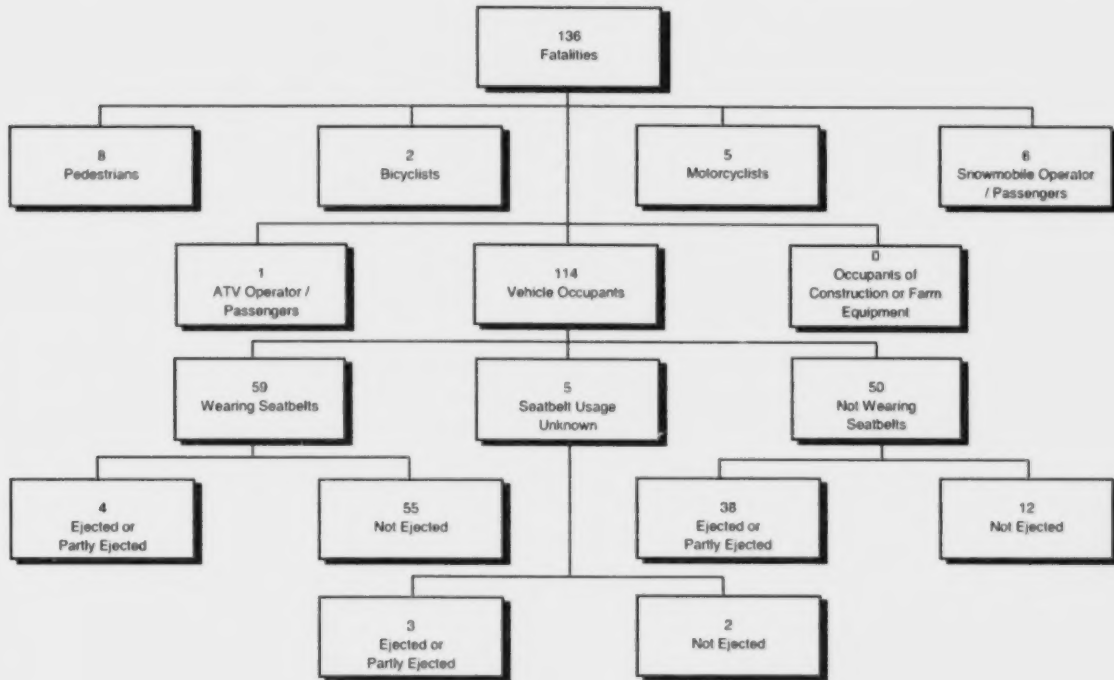 136
Fatalities
8
Pedestrians
2
Bicyclists
5
Motorcyclists
6
Snowmobile Operator
/ Passengers
1
ATV Operator /
Passengers
114
Vehicle Occupants
0
Occupants of
Construction or Farm
Equipment
59
Wearing Seatbelts
5
Seatbelt Usage
Unknown
50
Not Wearing
Seatbelts
4
Ejected or
Partly Ejected
55
Not Ejected
38
Ejected or
Partly Ejected
12
Not Ejected
3
Ejected or
Partly Ejected
2
Not Ejected